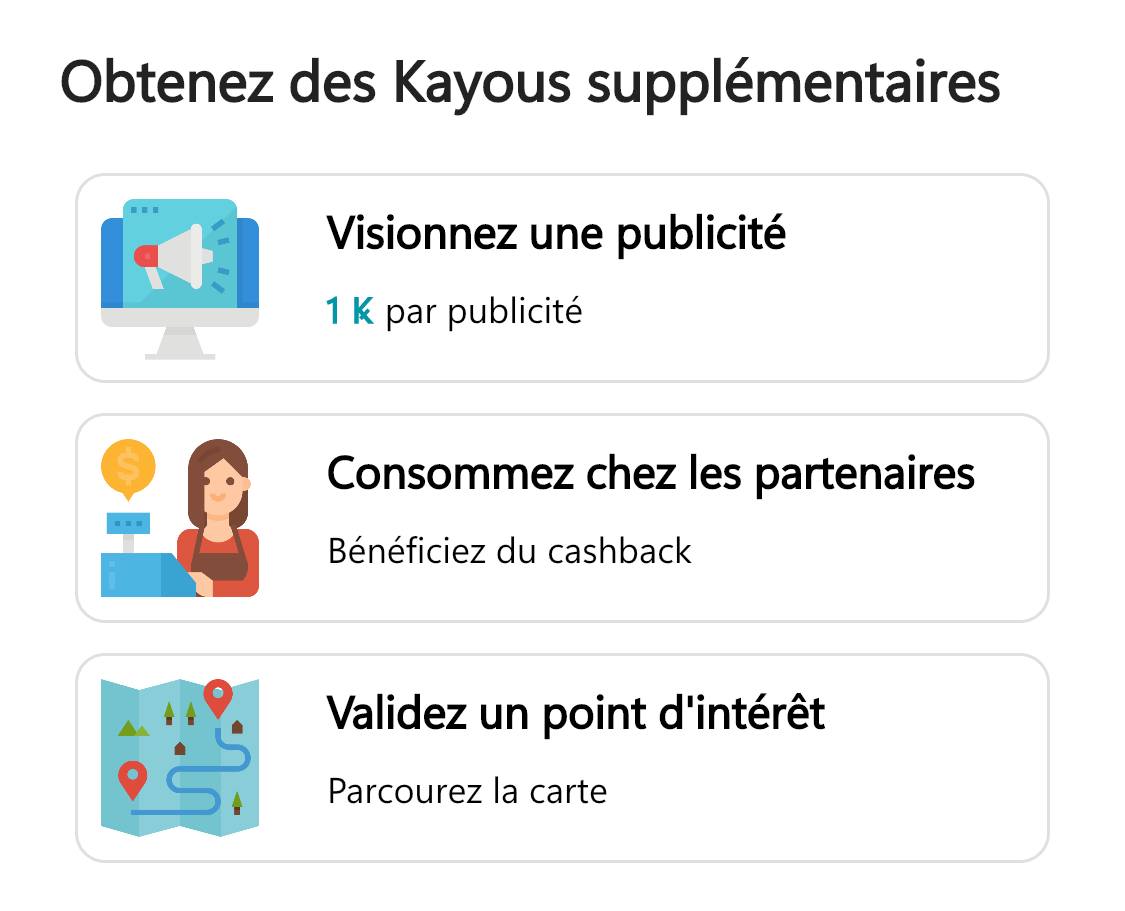 Obtenez des Kayous supplémentaires
Visionnez une publicité
1 K par publicité
Consommez chez les partenaires
Bénéficiez du cashback
$
Validez un point d'intérêt
Parcourez la carte